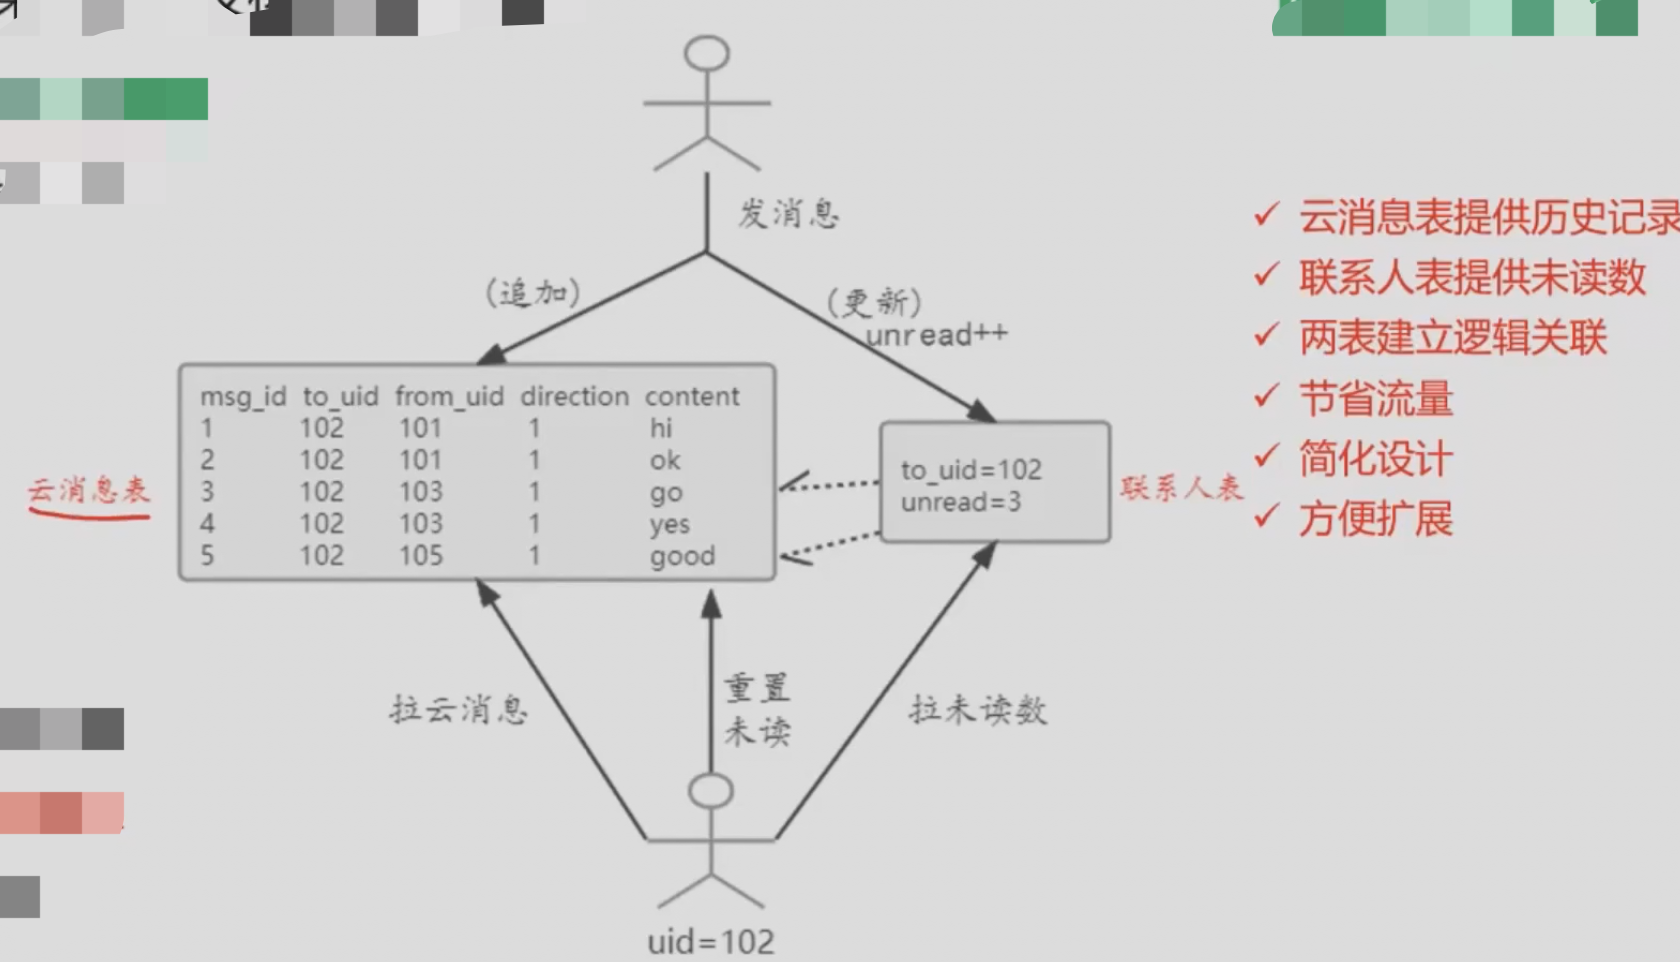 发消息
(追加)
(更新)
unread++
msg_id to_uid from_uid direction content
1 102 101 1 hi
2 102 101 1 ok
3 102 103 1 go
4 102 103 1 yes
5 102 105 1 good
云消息表
to_uid=102
unread=3
联系人表
✓ 云消息表提供历史记录
✓ 联系人表提供未读数
✓ 两表建立逻辑关联
✓ 节省流量
✓ 简化设计
✓ 方便扩展
拉云消息
重置
未读
拉未读数
uid=102